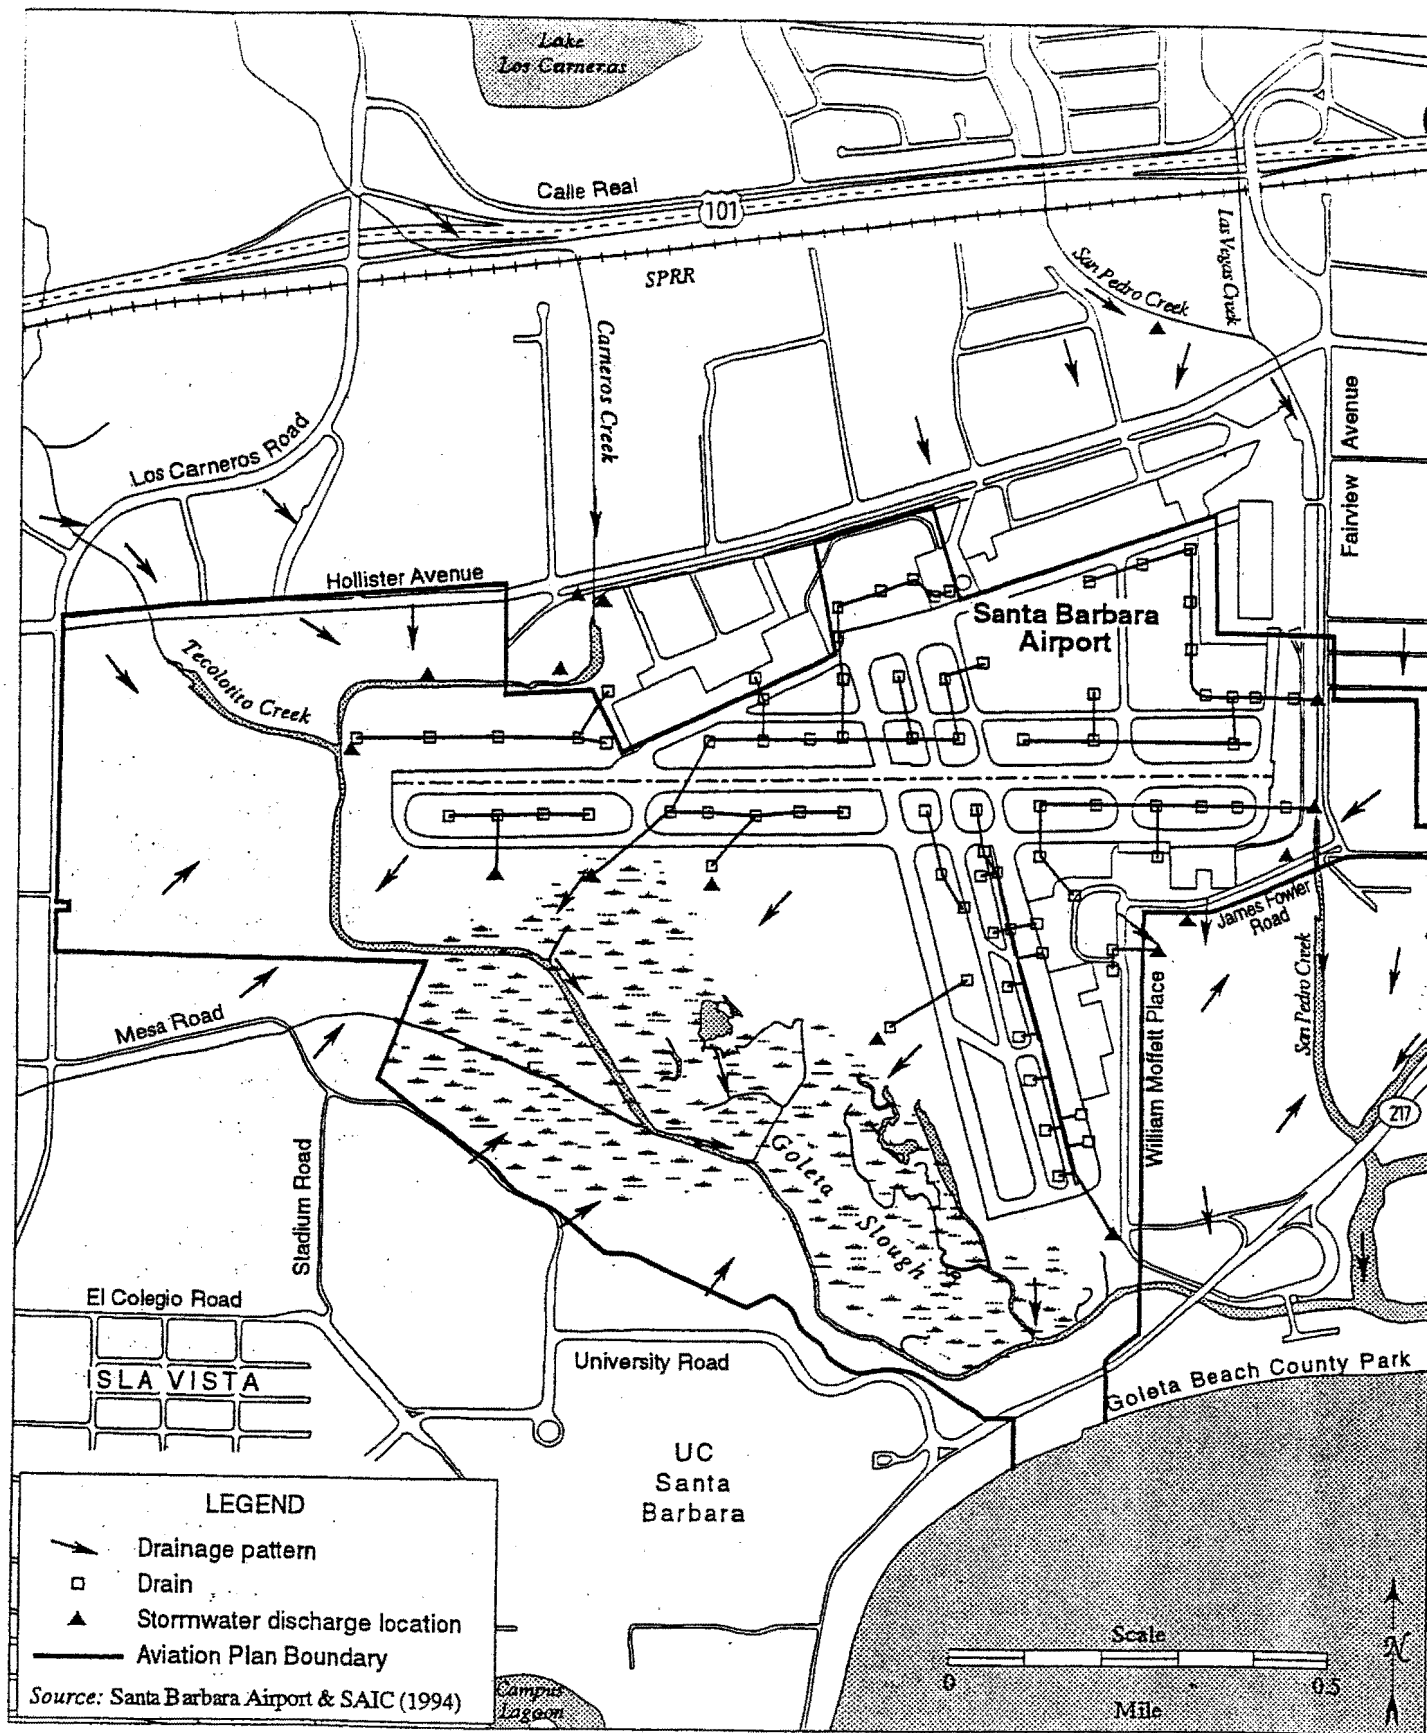 Lake
Los Carneras
Calle Real
101
SPRR
San Pedro Creek
Las Vegas Creek
Carneros Creek
Los Carneros Road
Fairview Avenue
Hollister Avenue
Santa Barbara
Airport
Tecolotito Creek
James Fowler
Road
San Pedro Creek
Mesa Road
William Moffett Place
217
Goleta Slough
Stadium Road
El Colegio Road
ISLA VISTA
University Road
Goleta Beach County Park
UC
Santa
Barbara
LEGEND
Drainage pattern
Drain
Stormwater discharge location
Aviation Plan Boundary
Source: Santa Barbara Airport & SAIC (1994)
Campus
Lagoon
Scale
0 0.5
Mile
N